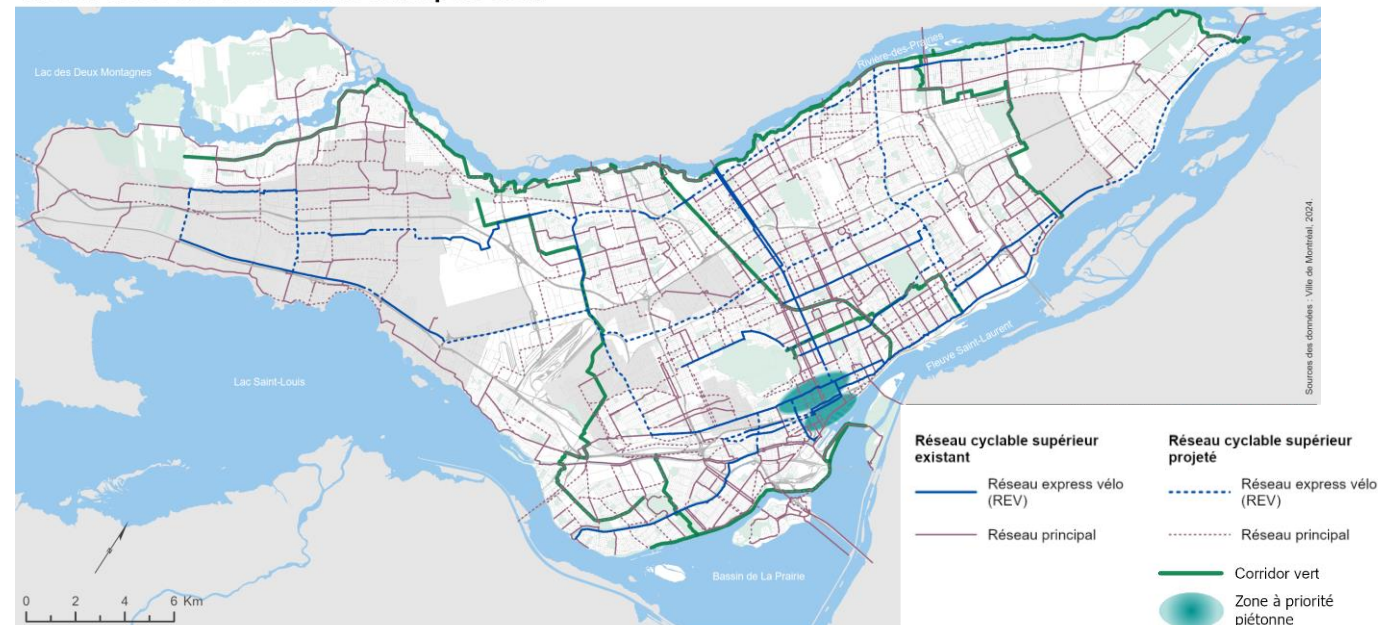 Lac des Deux Montagnes
Rivière-des-Prairies
Lac Saint-Louis
Fleuve Saint-Laurent
Bassin de La Prairie
Sources des données : Ville de Montréal, 2024.
0 2 4 6 Km
Réseau cyclable supérieur
existant
Réseau express vélo
(REV)
Réseau principal
Réseau cyclable supérieur
projeté
Réseau express vélo
(REV)
Réseau principal
Corridor vert
Zone à priorité
piétonne